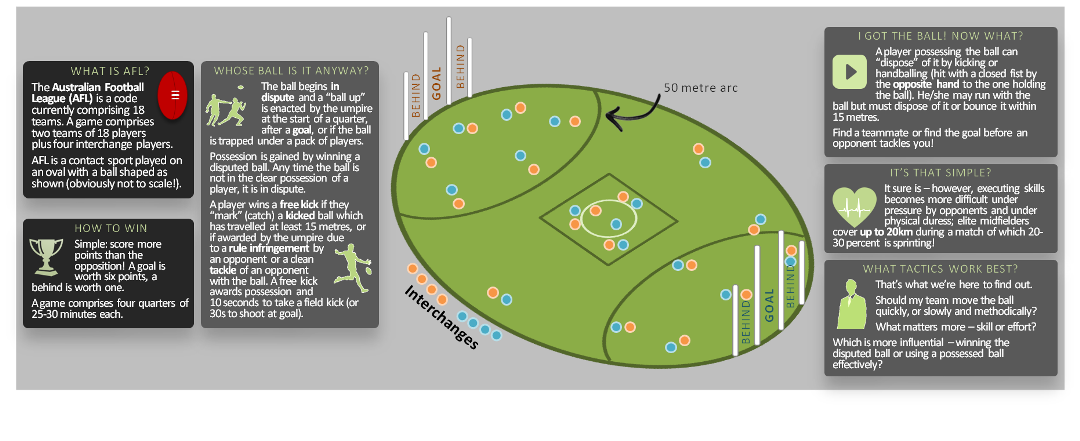 WHAT IS AFL?
The Australian Football
League (AFL) is a code
currently comprising 18
teams. A game comprises
two teams of 18 players
plus four interchange players.
AFL is a contact sport played on
an oval with a ball shaped as
shown (obviously not to scale!).
HOW TO WIN
Simple: score more
points than the
opposition! A goal is
worth six points, a
behind is worth one.
A game comprises four quarters of
25-30 minutes each.
WHOSE BALL IS IT ANYWAY?
The ball begins in
dispute and a "ball up"
is enacted by the umpire
at the start of a quarter,
after a goal, or if the ball
is trapped under a pack of players.
Possession is gained by winning a
disputed ball. Any time the ball is
not in the clear possession of a
player, it is in dispute.
A player wins a free kick if they
"mark" (catch) a kicked ball which
has travelled at least 15 metres, or
if awarded by the umpire due
to a rule infringement by
an opponent or a clean
tackle of an opponent
with the ball. A free kick
awards possession and
10 seconds to take a field kick (or
30s to shoot at goal).
BEHIND
GOAL
BEHIND
50 metre arc
Interchanges
BEHIND
GOAL
BEHIND
I GOT THE BALL! NOW WHAT?
A player possessing the ball can
"dispose" of it by kicking or
handballing (hit with a closed fist by
the opposite hand to the one holding
the ball). He/she may run with the
ball but must dispose of it or bounce it within
15 metres.
Find a teammate or find the goal before an
opponent tackles you!
IT'S THAT SIMPLE?
It sure is – however, executing skills
becomes more difficult under
pressure by opponents and under
physical duress; elite midfielders
cover up to 20km during a match of which 20-
30 percent is sprinting!
WHAT TACTICS WORK BEST?
That's what we're here to find out.
Should my team move the ball
quickly, or slowly and methodically?
What matters more – skill or effort?
Which is more influential – winning the
disputed ball or using a possessed ball
effectively?